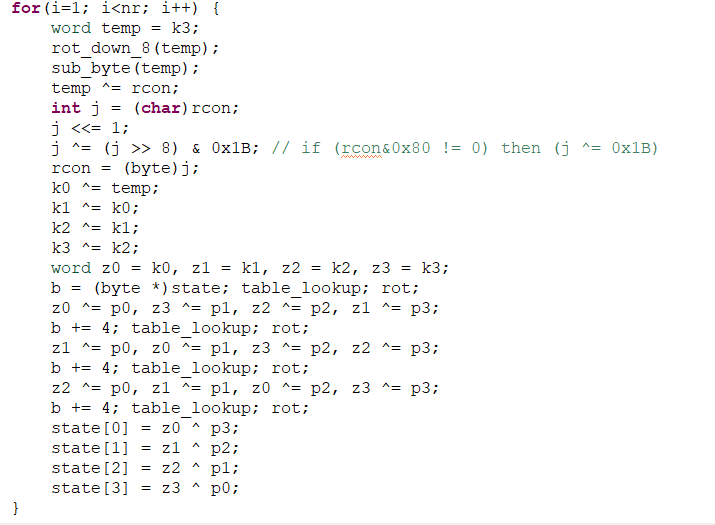 for(i=1; i<nr; i++) {
    word temp = k3;
    rot_down_8(temp);
    sub_byte(temp);
    temp ^= rcon;
    int j = (char)rcon;
    j <<= 1;
    j ^= (j >> 8) & 0x1B; // if (rcon&0x80 != 0) then (j ^= 0x1B)
    rcon = (byte)j;
    k0 ^= temp;
    k1 ^= k0;
    k2 ^= k1;
    k3 ^= k2;
    word z0 = k0, z1 = k1, z2 = k2, z3 = k3;
    b = (byte *)state; table_lookup; rot;
    z0 ^= p0, z3 ^= p1, z2 ^= p2, z1 ^= p3;
    b += 4; table_lookup; rot;
    z1 ^= p0, z0 ^= p1, z3 ^= p2, z2 ^= p3;
    b += 4; table_lookup; rot;
    z2 ^= p0, z1 ^= p1, z0 ^= p2, z3 ^= p3;
    b += 4; table_lookup; rot;
    state[0] = z0 ^ p3;
    state[1] = z1 ^ p2;
    state[2] = z2 ^ p1;
    state[3] = z3 ^ p0;
}